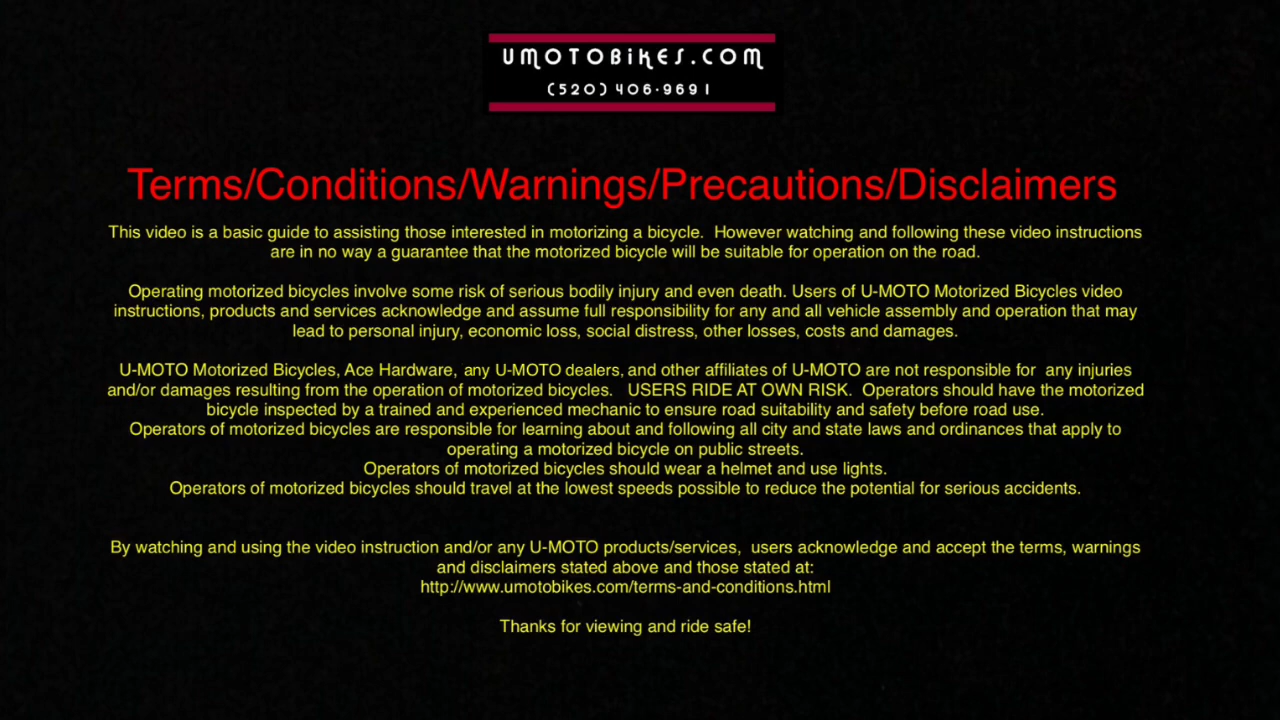 UMOTOBIKES.COM
(520) 406-9691
Terms/Conditions/Warnings/Precautions/Disclaimers
This video is a basic guide to assisting those interested in motorizing a bicycle.  However watching and following these video instructions
are in no way a guarantee that the motorized bicycle will be suitable for operation on the road.
Operating motorized bicycles involve some risk of serious bodily injury and even death. Users of U-MOTO Motorized Bicycles video
instructions, products and services acknowledge and assume full responsibility for any and all vehicle assembly and operation that may
lead to personal injury, economic loss, social distress, other losses, costs and damages.
U-MOTO Motorized Bicycles, Ace Hardware,  any U-MOTO dealers, and other affiliates of U-MOTO are not responsible for  any injuries
and/or damages resulting from the operation of motorized bicycles.   USERS RIDE AT OWN RISK.  Operators should have the motorized
bicycle inspected by a trained and experienced mechanic to ensure road suitability and safety before road use.
Operators of motorized bicycles are responsible for learning about and following all city and state laws and ordinances that apply to
operating a motorized bicycle on public streets.
Operators of motorized bicycles should wear a helmet and use lights.
Operators of motorized bicycles should travel at the lowest speeds possible to reduce the potential for serious accidents.
By watching and using the video instruction and/or any U-MOTO products/services,  users acknowledge and accept the terms, warnings
and disclaimers stated above and those stated at:
http://www.umotobikes.com/terms-and-conditions.html
Thanks for viewing and ride safe!